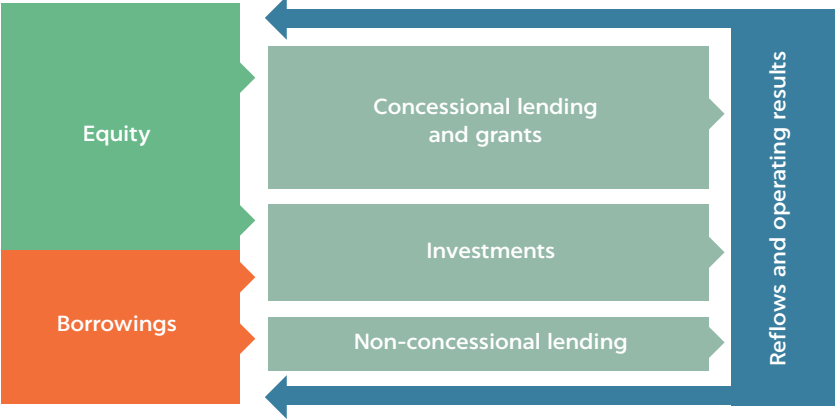 Equity
Borrowings
Concessional lending
and grants
Investments
Non-concessional lending
Reflows and operating results